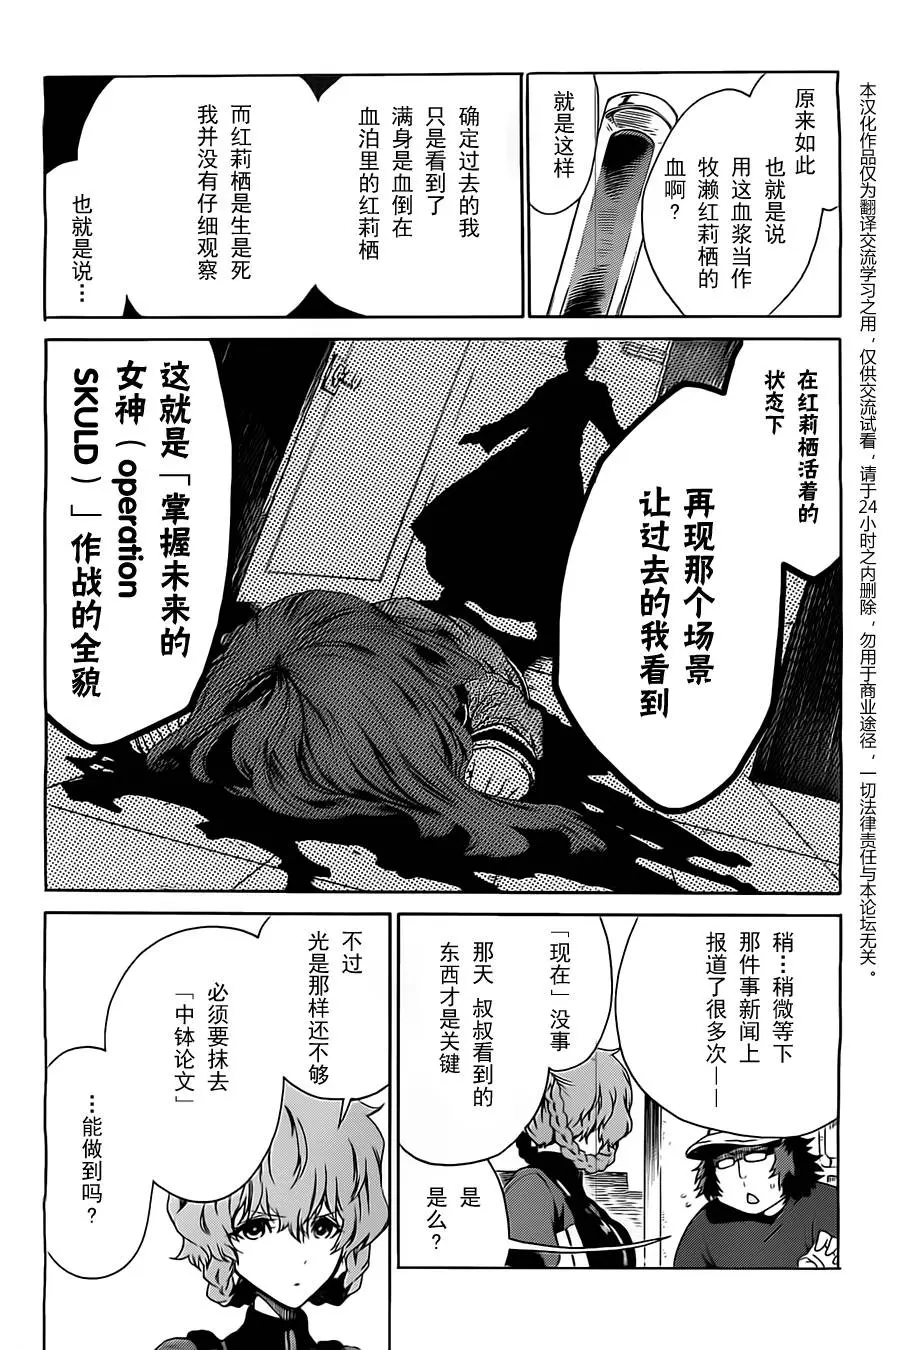 原来如此
也就是说
用这血浆当作
牧濑红莉栖的
血啊?
就是这样
确定过去的我
只是看到了
满身是血倒在
血泊里的红莉栖
而红莉栖是生是死
我并没有仔细观察
也就是说…
在红莉栖活着的
状态下
再现那个场景
让过去的我看到
这就是「掌握未来的
女神(operation
SKULD)」作战的全貌
稍…稍微等下
那件事新闻上
报道了很多次——
「现在」没事
那天 叔叔看到的
东西才是关键
是
是么?
不过
光是那样还不够
必须要抹去
「中钵论文」
…能做到吗?
本汉化作品仅为翻译交流学习之用，仅供交流试看，请于24小时之内删除，勿用于商业途径，一切法律责任与本论坛无关。